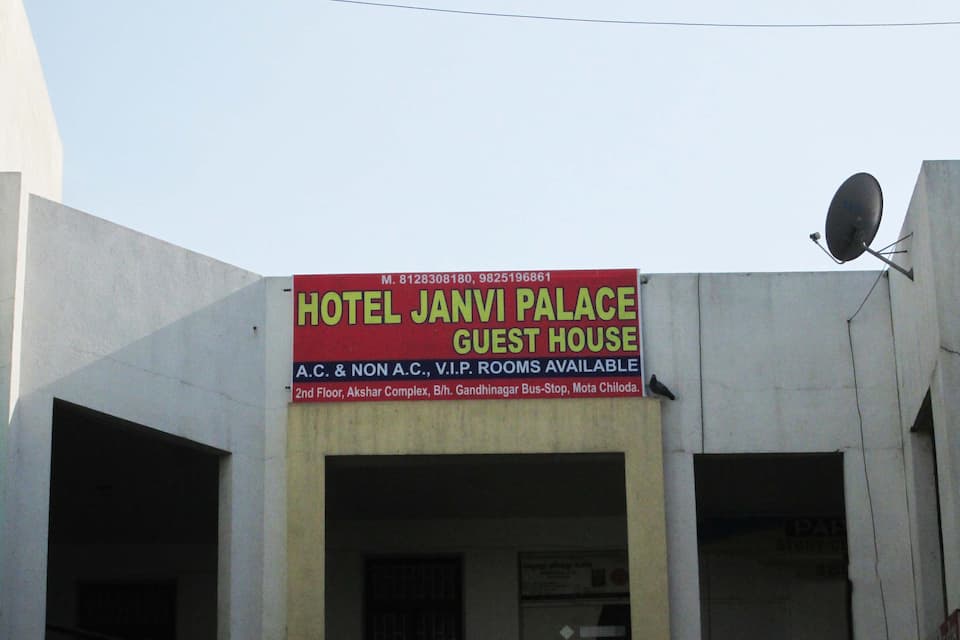 M. 8128308180, 9825196861
HOTEL JANVI PALACE
GUEST HOUSE
A.C. & NON A.C., V.I.P. ROOMS AVAILABLE
2nd Floor, Akshar Complex, B/h. Gandhinagar Bus-Stop, Mota Chiloda.